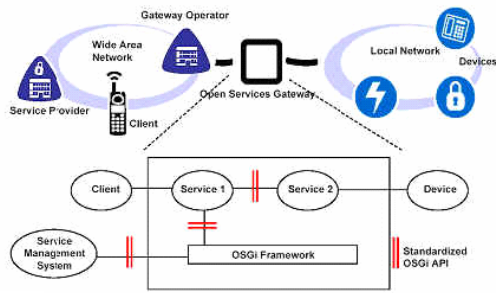 Gateway Operator
Wide Area
Network
Local Network
Devices
Service Provider
Client
Open Services Gateway
Client
Service 1
Service 2
Device
Service
Management
System
OSGi Framework
Standardized
OSGi API